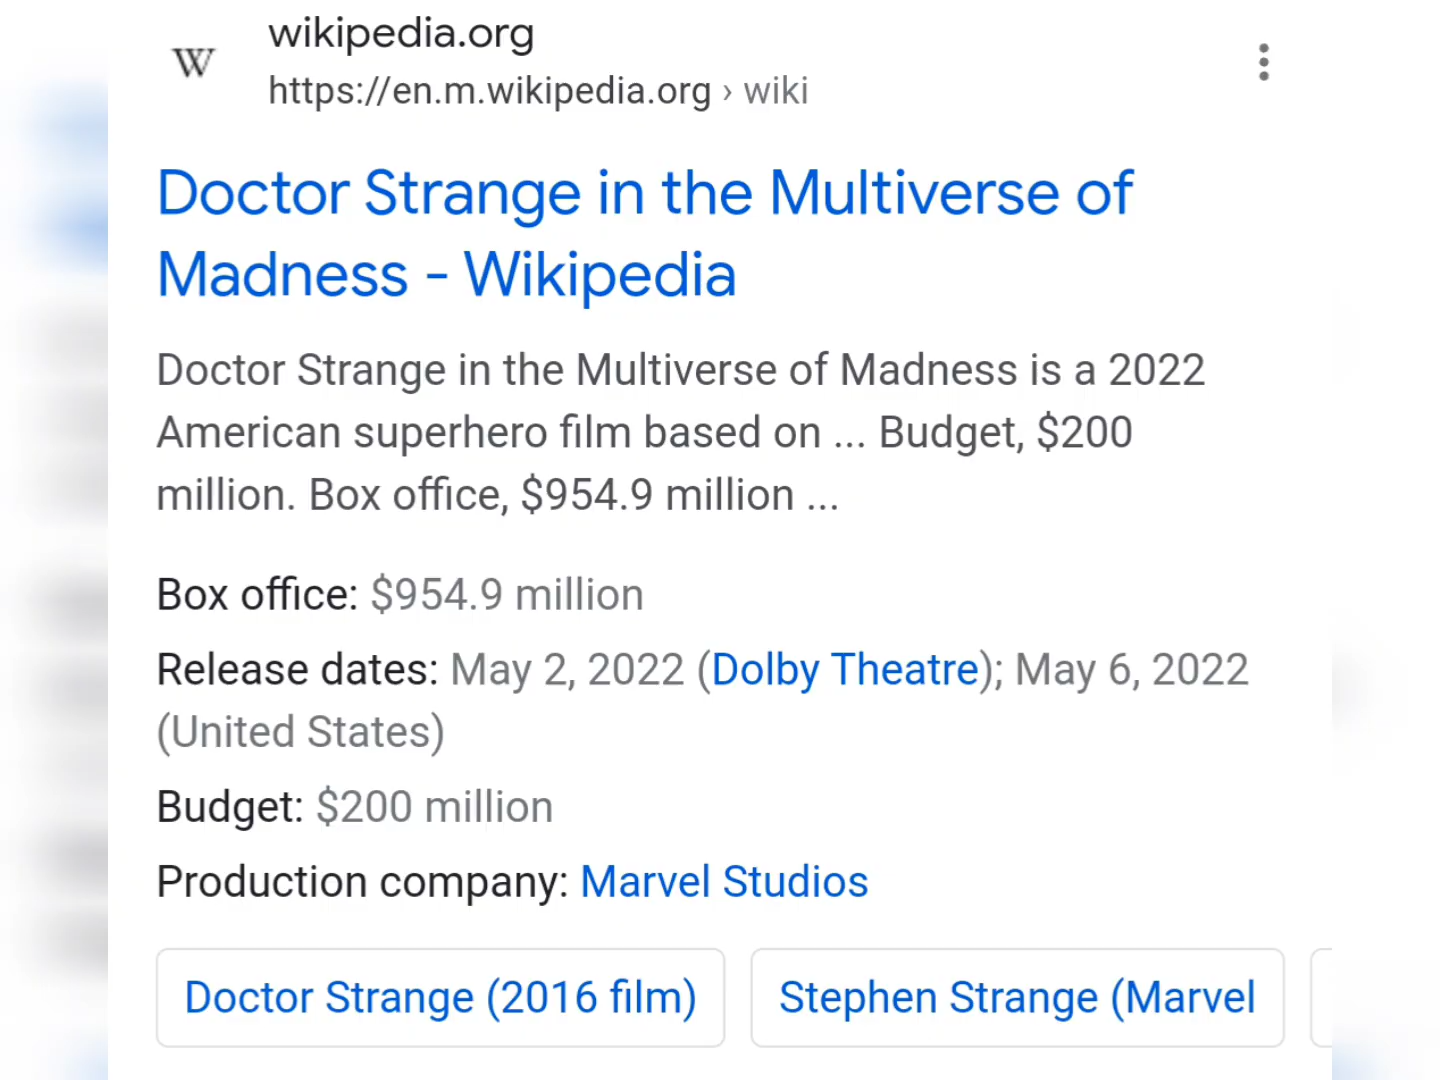 wikipedia.org
W
https://en.m.wikipedia.org › wiki
Doctor Strange in the Multiverse of
Madness - Wikipedia
Doctor Strange in the Multiverse of Madness is a 2022
American superhero film based on ... Budget, $200
million. Box office, $954.9 million ...
Box office: $954.9 million
Release dates: May 2, 2022 (Dolby Theatre); May 6, 2022
(United States)
Budget: $200 million
Production company: Marvel Studios
Doctor Strange (2016 film)
Stephen Strange (Marvel